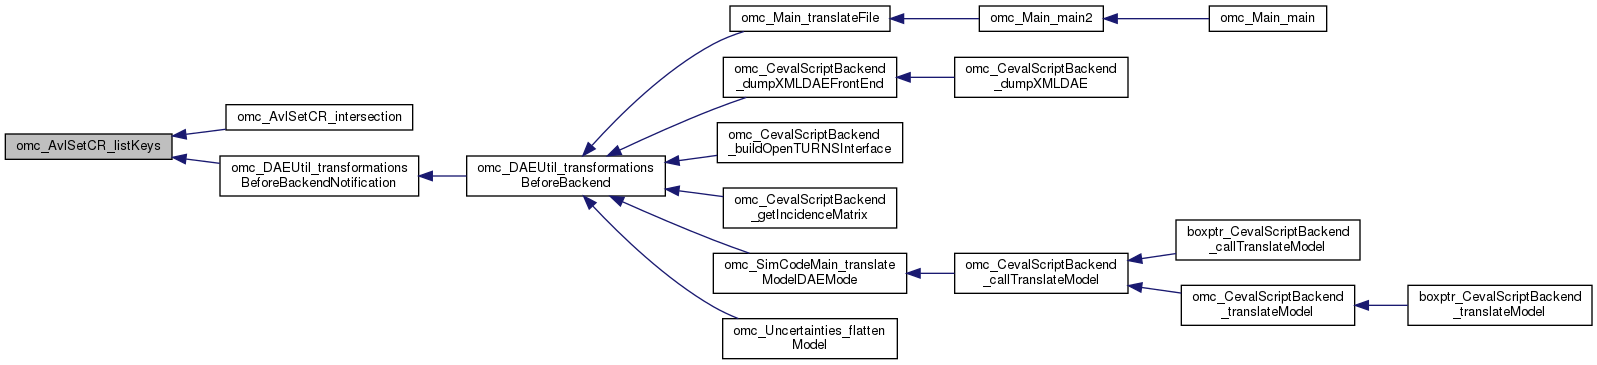 omc_AvlSetCR_listKeys
omc_AvlSetCR_intersection
omc_DAEUtil_transformations
BeforeBackendNotification
omc_DAEUtil_transformations
BeforeBackend
omc_Main_translateFile
omc_Main_main2
omc_Main_main
omc_CevalScriptBackend
_dumpXMLDAEFrontEnd
omc_CevalScriptBackend
_dumpXMLDAE
omc_CevalScriptBackend
_buildOpenTURNSInterface
omc_CevalScriptBackend
_getIncidenceMatrix
omc_SimCodeMain_translate
ModelDAEMode
omc_CevalScriptBackend
_callTranslateModel
boxptr_CevalScriptBackend
_callTranslateModel
omc_CevalScriptBackend
_translateModel
boxptr_CevalScriptBackend
_translateModel
omc_Uncertainties_flatten
Model